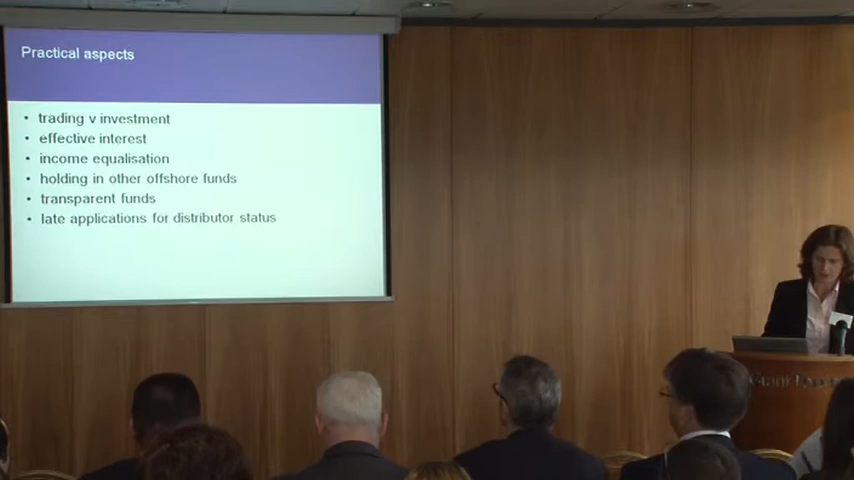 Practical aspects
• trading v investment
• effective interest
• income equalisation
• holding in other offshore funds
• transparent funds
• late applications for distributor status
Grant